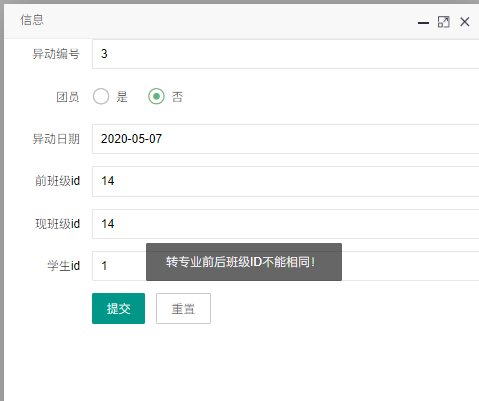 信息
异动编号 3
团员 是 否
异动日期 2020-05-07
前班级id 14
现班级id 14
学生id 1
转专业前后班级ID不能相同！
提交 重置